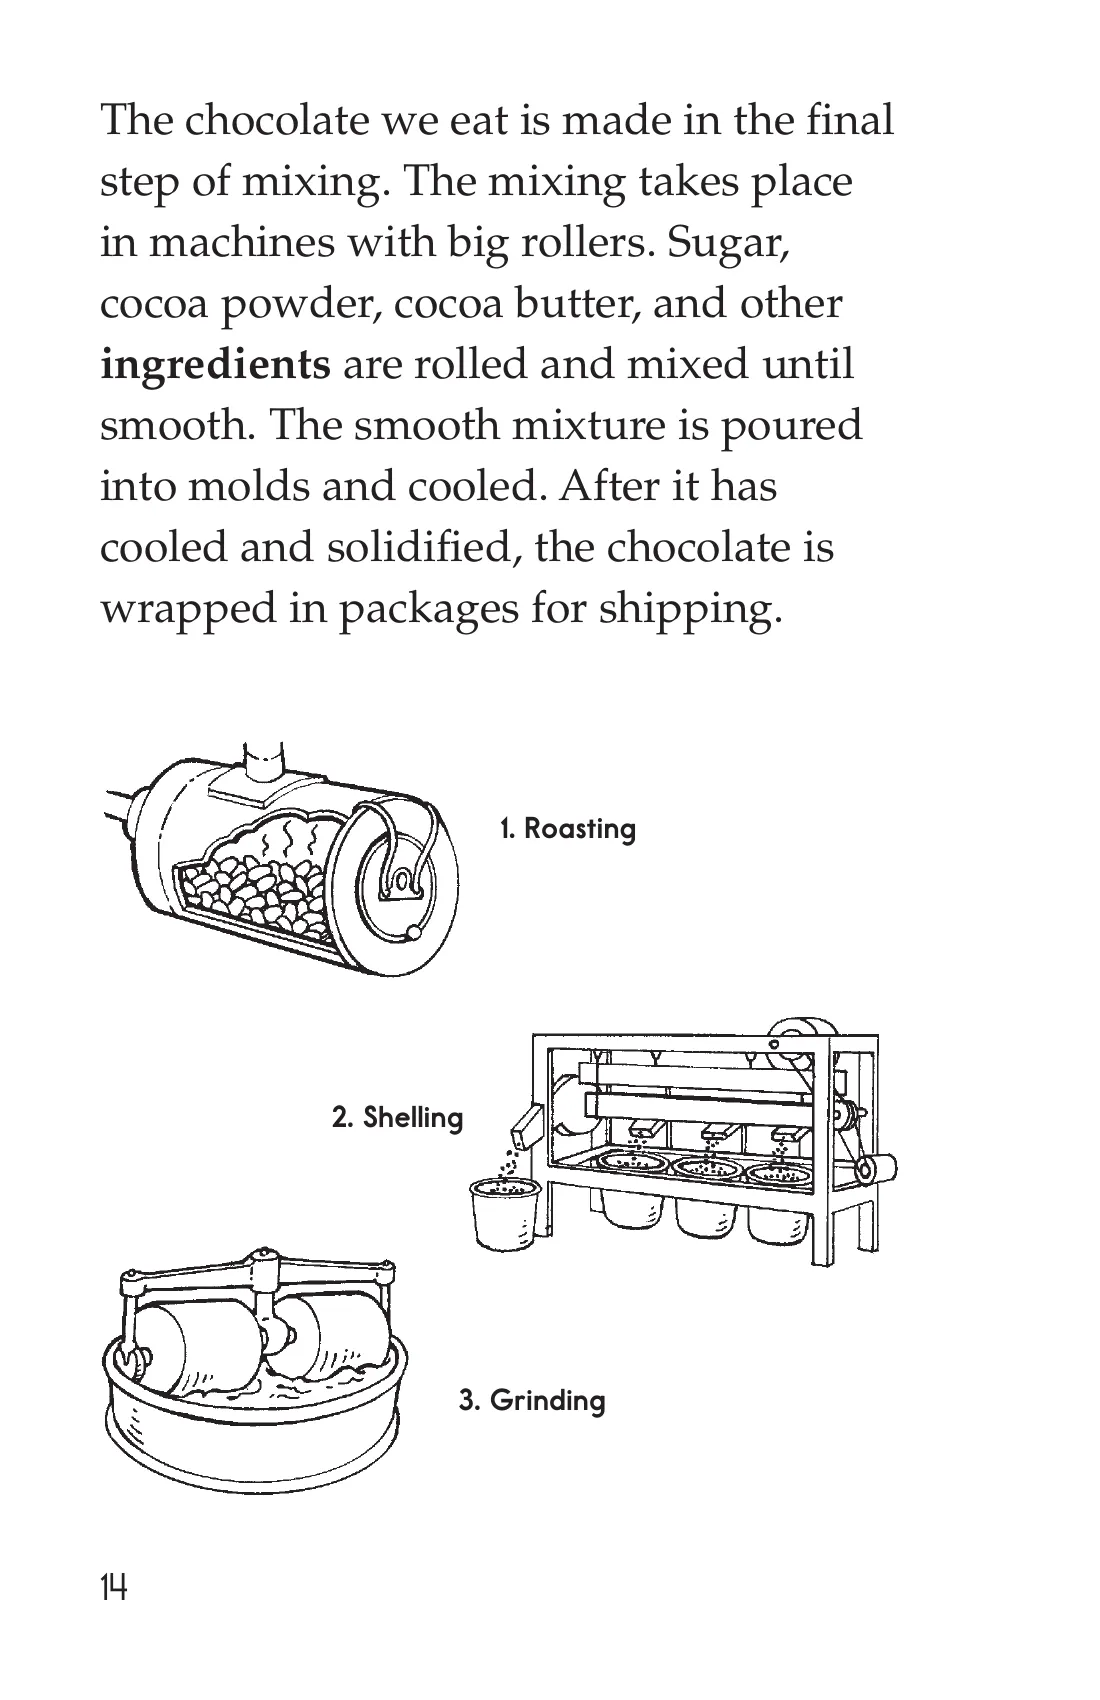 The chocolate we eat is made in the final
step of mixing. The mixing takes place
in machines with big rollers. Sugar,
cocoa powder, cocoa butter, and other
ingredients are rolled and mixed until
smooth. The smooth mixture is poured
into molds and cooled. After it has
cooled and solidified, the chocolate is
wrapped in packages for shipping.
1. Roasting
2. Shelling
3. Grinding
14